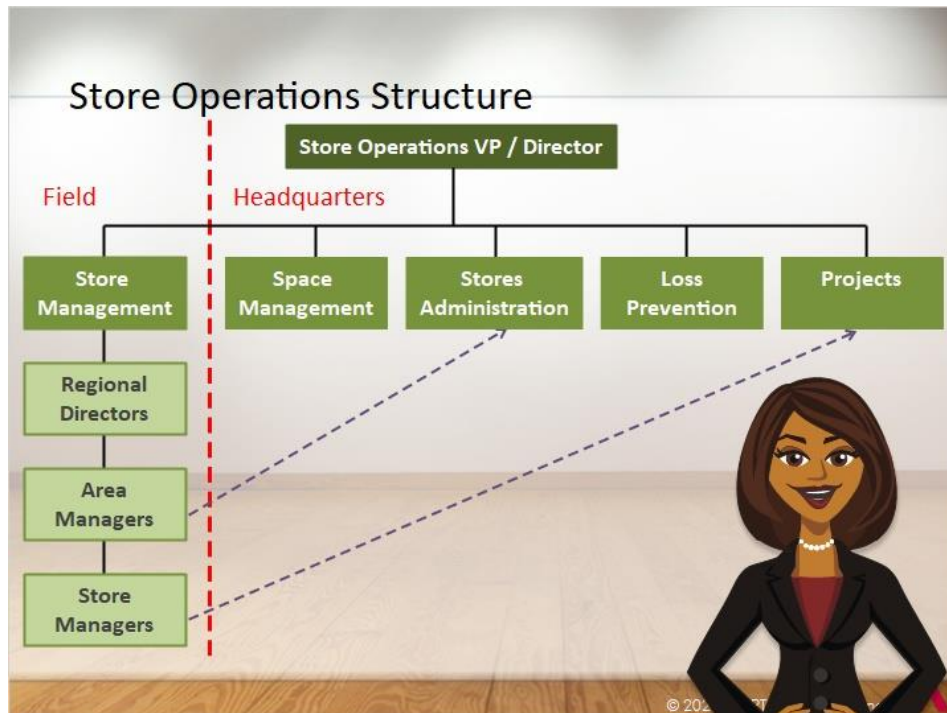 Store Operations Structure
Store Operations VP / Director
Field
Headquarters
Store
Management
Space
Management
Stores
Administration
Loss
Prevention
Projects
Regional
Directors
Area
Managers
Store
Managers
©